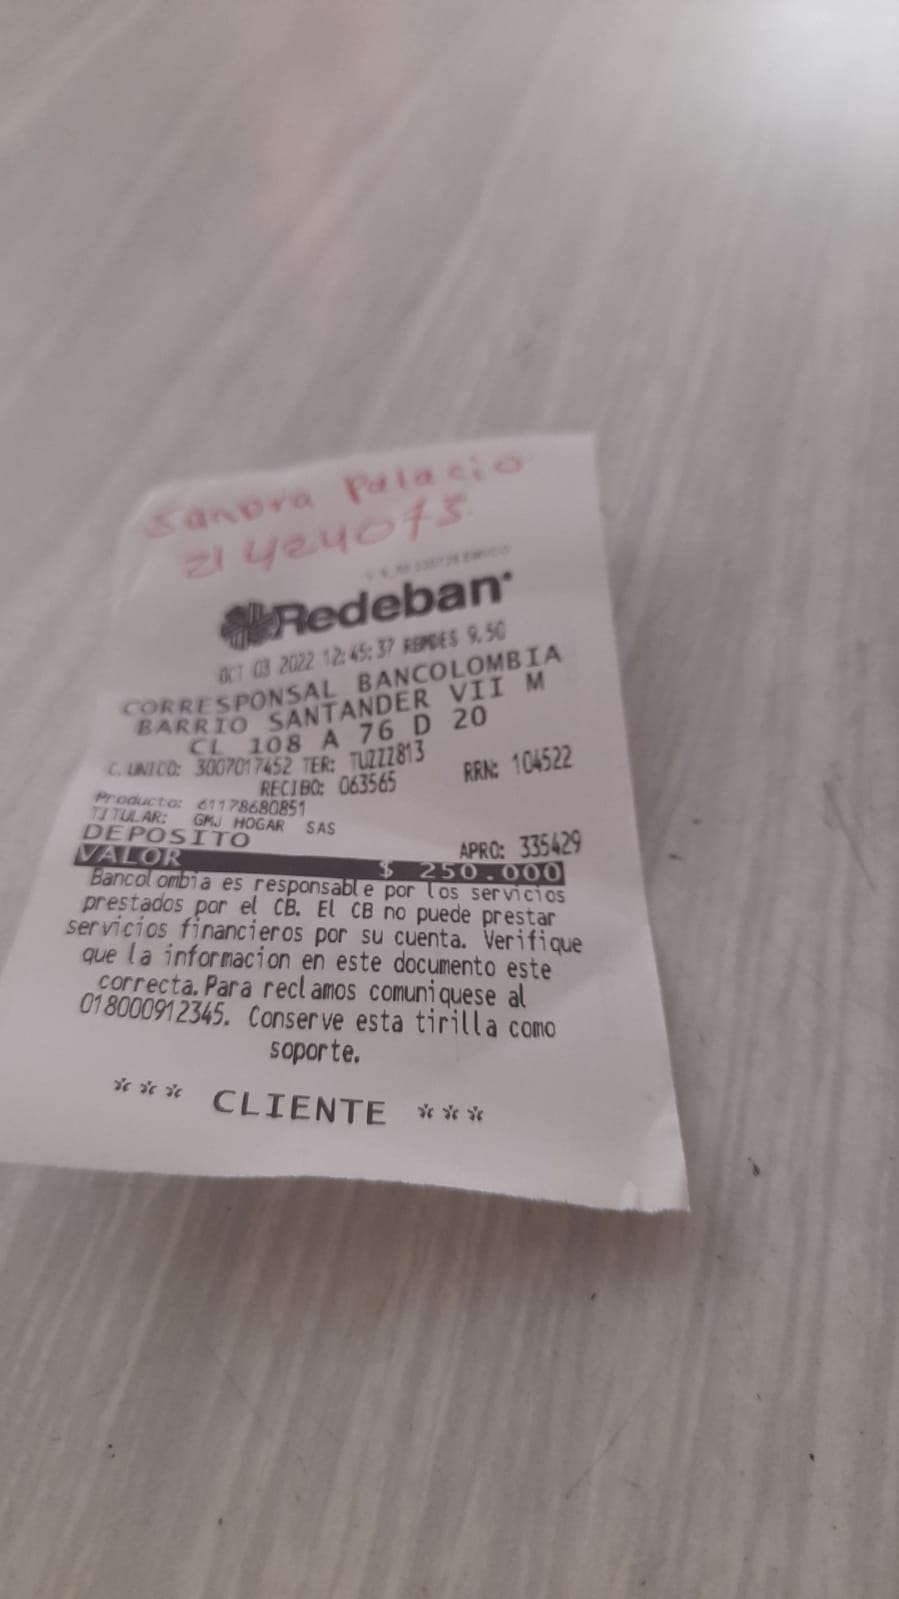 Sandra Palacio
21424075
Redeban
OCT 03 2022 12:45:37 RBMDES 9.50
CORRESPONSAL BANCOLOMBIA
BARRIO SANTANDER VII M
CL 108 A 76 D 20
C. UNICO: 3007017452 TER: TUZZZ813
RECIBO: 063565 RRN: 104522
Producto: 61178680851
TITULAR: GMJ HOGAR SAS
DEPOSITO APRO: 335429
VALOR $ 250.000
Bancolombia es responsable por los servicios
prestados por el CB. El CB no puede prestar
servicios financieros por su cuenta. Verifique
que la informacion en este documento este
correcta. Para reclamos comuniquese al
018000912345. Conserve esta tirilla como
soporte.
*** CLIENTE ***